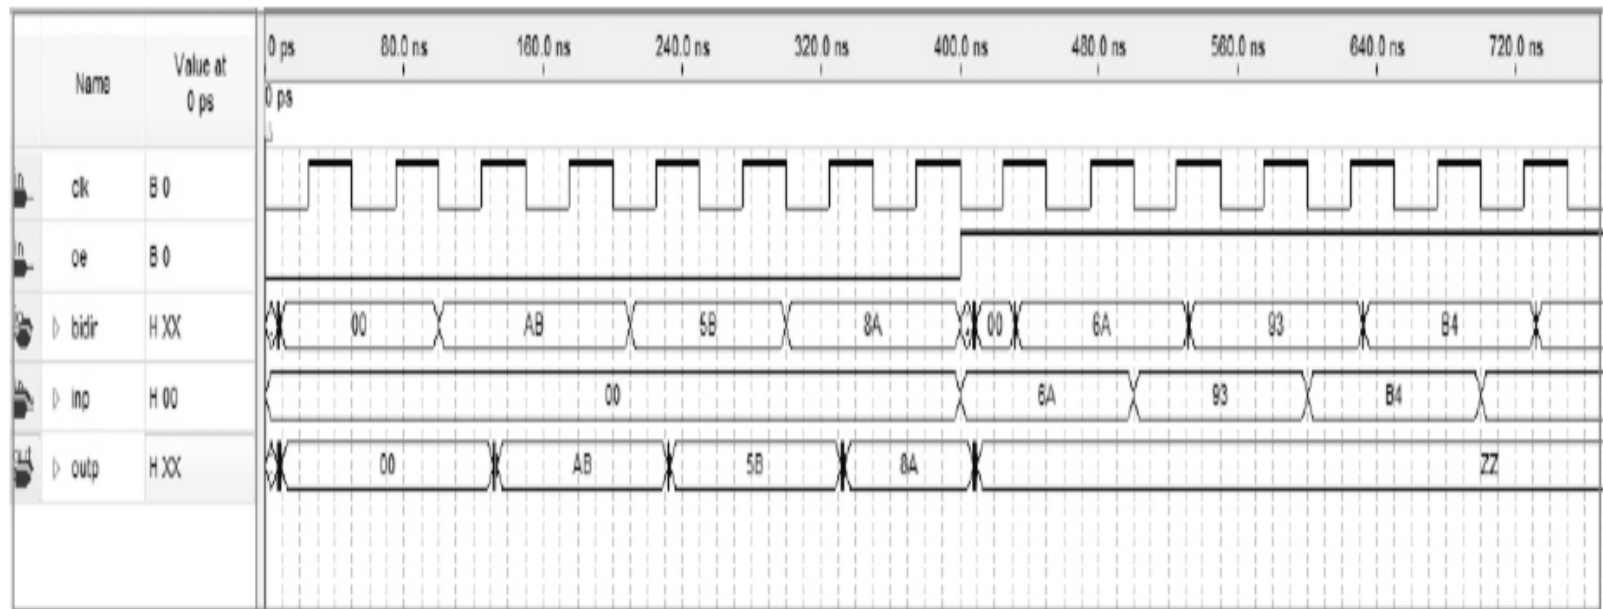 0 ps 80.0 ns 160.0 ns 240.0 ns 320.0 ns 400.0 ns 480.0 ns 560.0 ns 640.0 ns 720.0 ns
Name Value at 0 ps
0 ps
clk B 0
oe B 0
bidir H XX 00 AB 5B 8A 00 6A 93 B4
inp H 00 00 6A 93 B4
outp H XX 00 AB 5B 8A ZZ